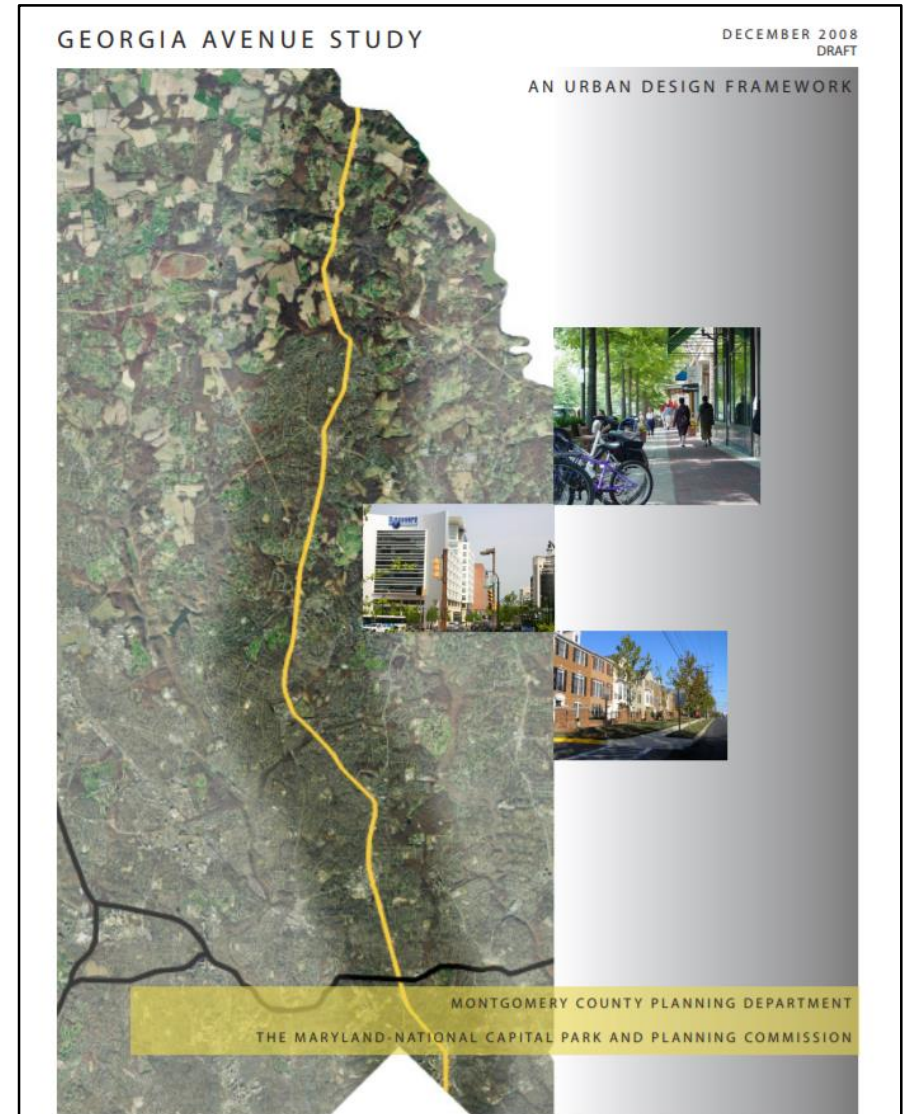 GEORGIA AVENUE STUDY
DECEMBER 2008
DRAFT
AN URBAN DESIGN FRAMEWORK
MONTGOMERY COUNTY PLANNING DEPARTMENT
THE MARYLAND-NATIONAL CAPITAL PARK AND PLANNING COMMISSION